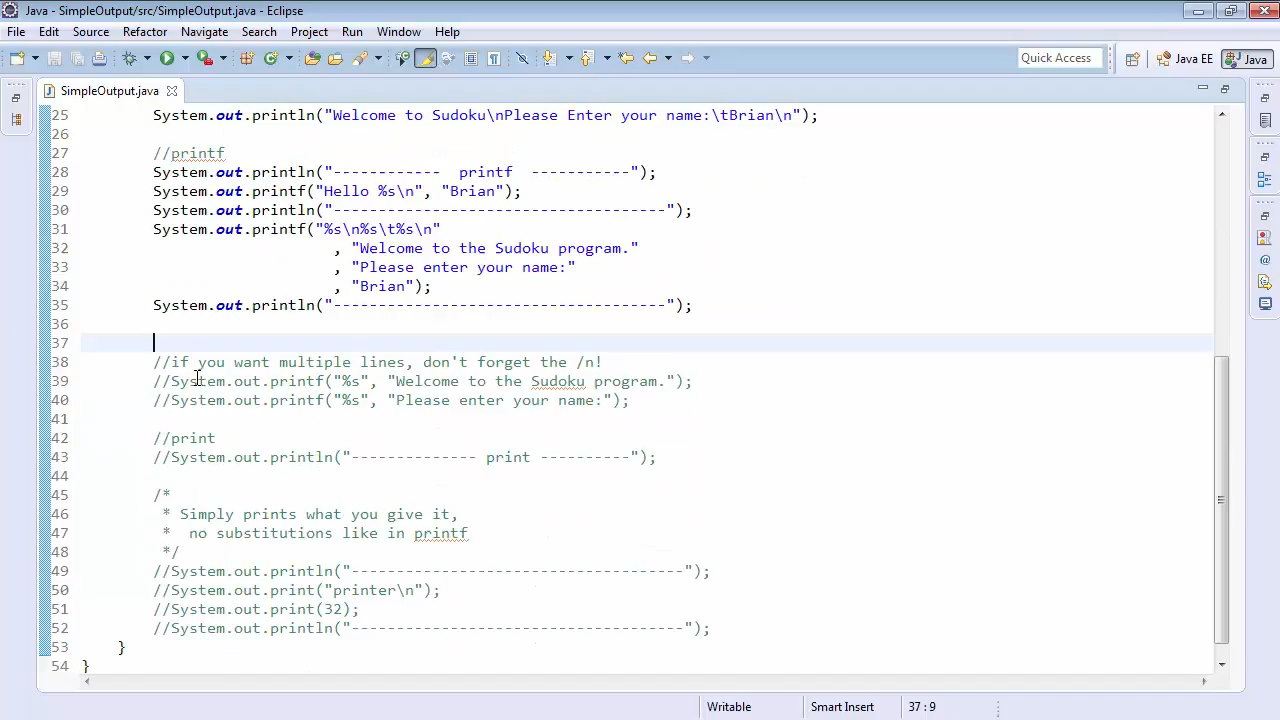 Java - SimpleOutput/src/SimpleOutput.java - Eclipse
File Edit Source Refactor Navigate Search Project Run Window Help
Quick Access Java EE Java
SimpleOutput.java
25 System.out.println("Welcome to Sudoku\nPlease Enter your name:\tBrian\n");
26
27 //printf
28 System.out.println("------------  printf  -----------");
29 System.out.printf("Hello %s\n", "Brian");
30 System.out.println("-------------------------------------");
31 System.out.printf("%s\n%s\t%s\n"
32 , "Welcome to the Sudoku program."
33 , "Please enter your name:"
34 , "Brian");
35 System.out.println("-------------------------------------");
36
37
38 //if you want multiple lines, don't forget the /n!
39 //System.out.printf("%s", "Welcome to the Sudoku program.");
40 //System.out.printf("%s", "Please enter your name:");
41
42 //print
43 //System.out.println("-------------- print ----------");
44
45 /*
46 * Simply prints what you give it,
47 *  no substitutions like in printf
48 */
49 //System.out.println("-------------------------------------");
50 //System.out.print("printer\n");
51 //System.out.print(32);
52 //System.out.println("-------------------------------------");
53 }
54 }
Writable Smart Insert 37 : 9